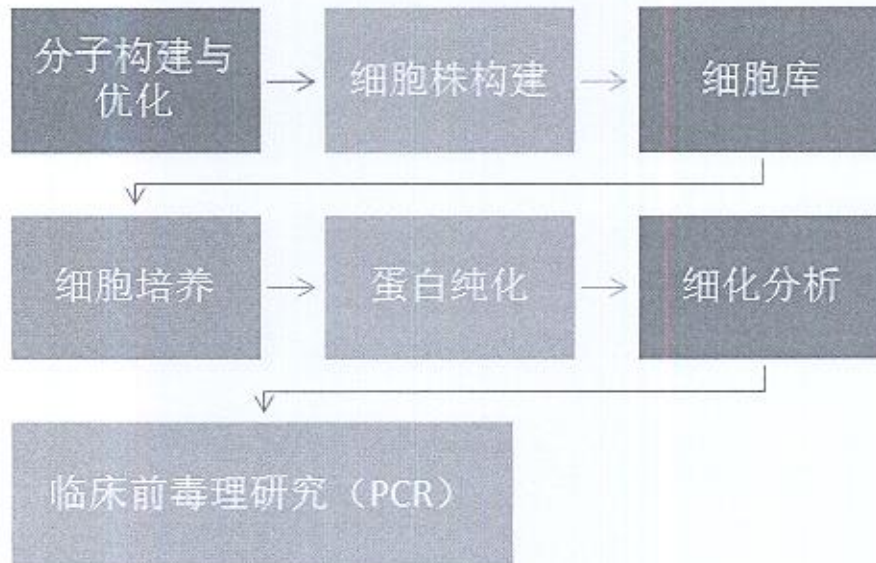 分子构建与
优化
细胞株构建
细胞库
细胞培养
蛋白纯化
细化分析
临床前毒理研究（PCR）